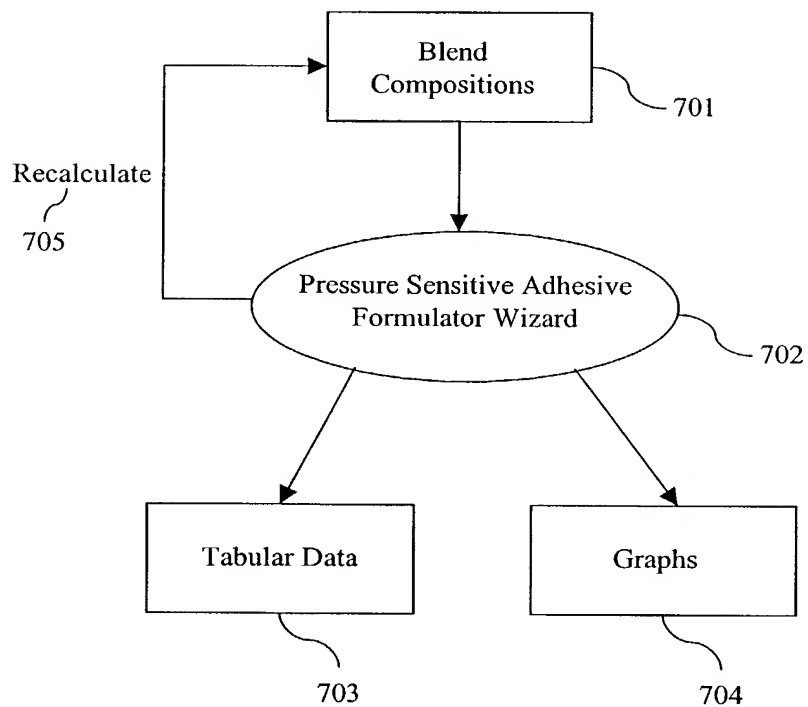 Blend
Compositions
701
Recalculate
705
Pressure Sensitive Adhesive
Formulator Wizard
702
Tabular Data
Graphs
703
704